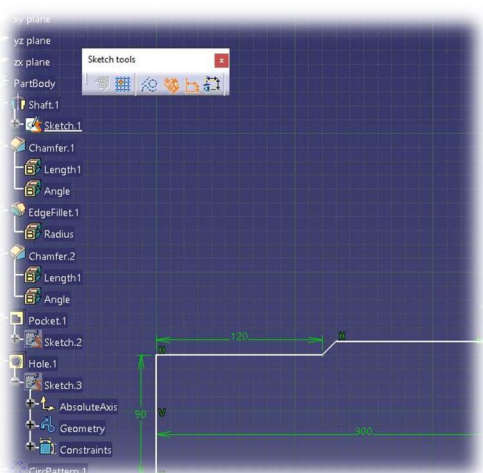 xy plane
yz plane
zx plane
Sketch tools
x
PartBody
Shaft.1
Sketch.1
Chamfer.1
Length1
Angle
EdgeFillet.1
Radius
Chamfer.2
Length1
Angle
Pocket.1
Sketch.2
Hole.1
Sketch.3
AbsoluteAxis
Geometry
Constraints
CircPattern.1
120
H
H
90
V
300